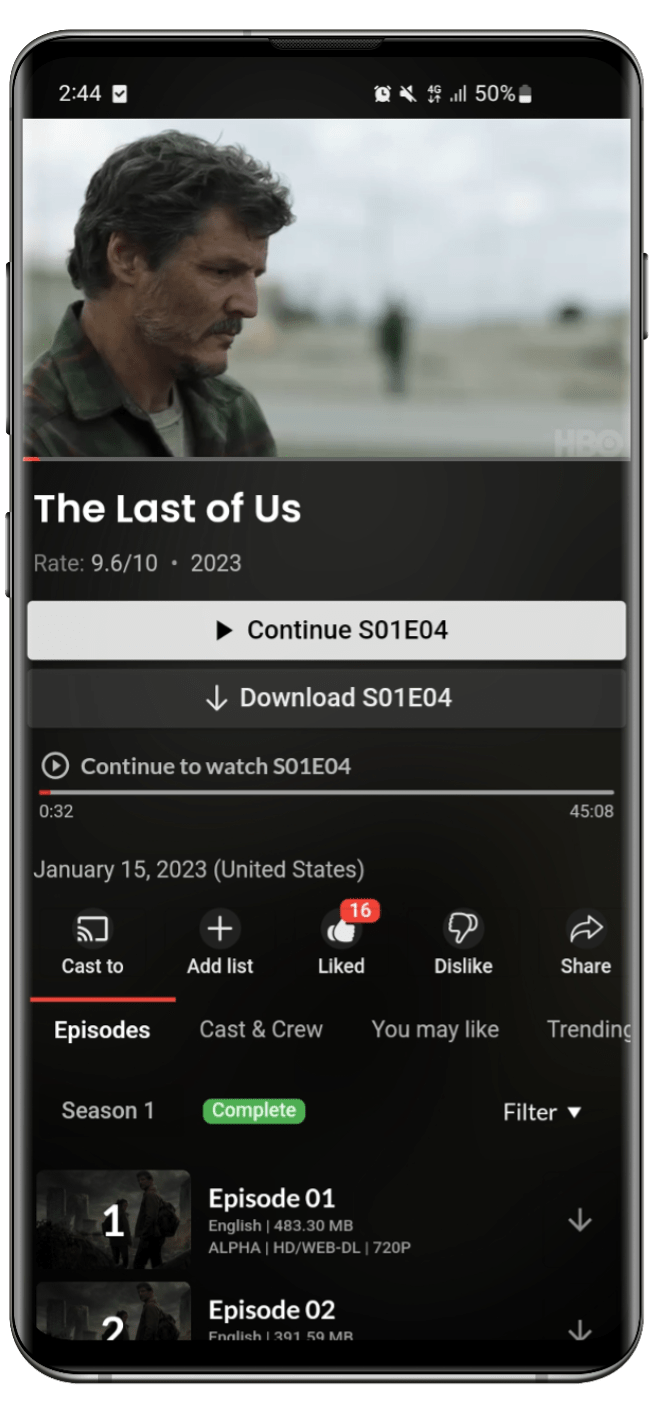 2:44
4G
50%
HBO
The Last of Us
Rate: 9.6/10 • 2023
Continue S01E04
Download S01E04
Continue to watch S01E04
0:32 45:08
January 15, 2023 (United States)
16
Cast to Add list Liked Dislike Share
Episodes Cast & Crew You may like Trending
Season 1 Complete Filter ▼
1
Episode 01
English | 483.30 MB
ALPHA | HD/WEB-DL | 720P
2
Episode 02
English | 391.59 MB